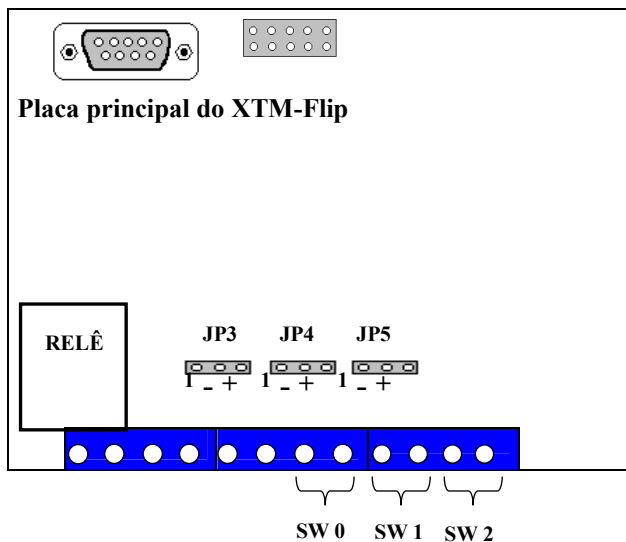 Placa principal do XTM-Flip
RELÊ
JP3 JP4 JP5
1 - + 1 - + 1 - +
SW 0 SW 1 SW 2